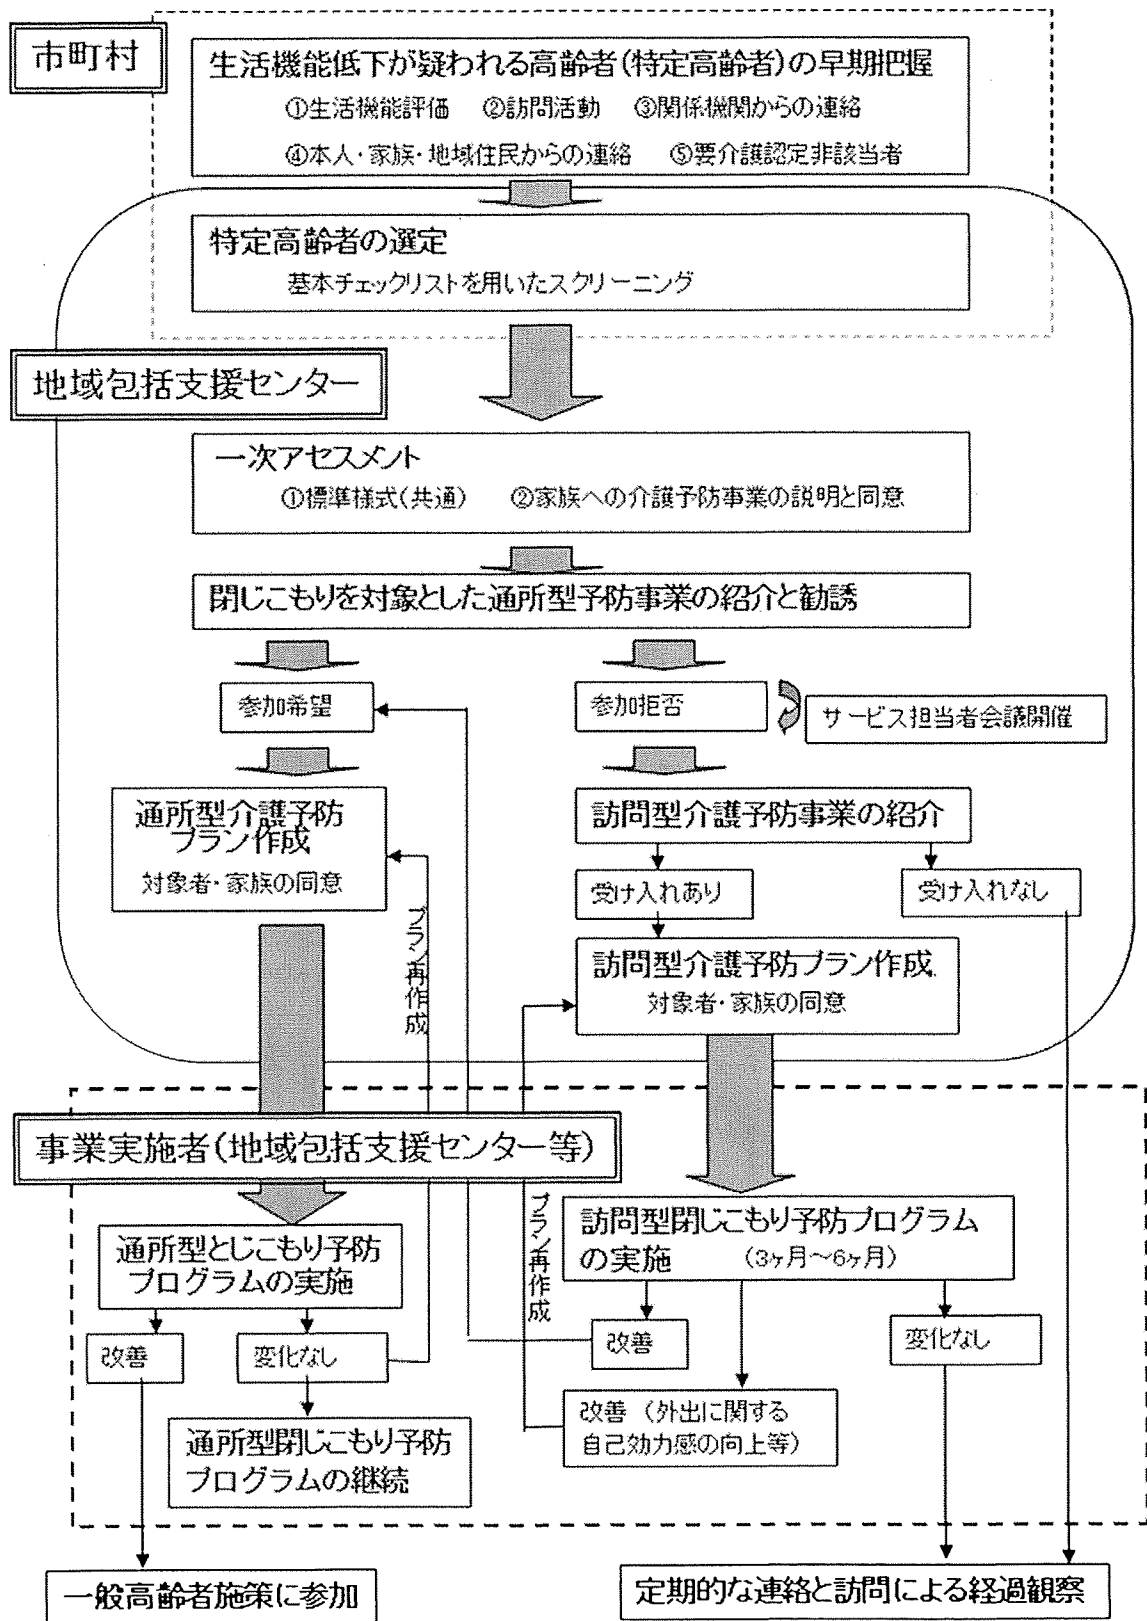 市町村
生活機能低下が疑われる高齢者(特定高齢者)の早期把握
①生活機能評価 ②訪問活動 ③関係機関からの連絡
④本人・家族・地域住民からの連絡 ⑤要介護認定非該当者
特定高齢者の選定
基本チェックリストを用いたスクリーニング
地域包括支援センター
一次アセスメント
①標準様式(共通) ②家族への介護予防事業の説明と同意
閉じこもりを対象とした通所型予防事業の紹介と勧誘
参加希望
参加拒否
サービス担当者会議開催
通所型介護予防
プラン作成
対象者・家族の同意
訪問型介護予防事業の紹介
受け入れあり
受け入れなし
プラン再作成
訪問型介護予防プラン作成
対象者・家族の同意
事業実施者(地域包括支援センター等)
プラン再作成
通所型とじこもり予防
プログラムの実施
訪問型閉じこもり予防プログラム
の実施 (3ヶ月~6ヶ月)
改善
変化なし
改善
変化なし
通所型閉じこもり予防
プログラムの継続
改善 (外出に関する
自己効力感の向上等)
一般高齢者施策に参加
定期的な連絡と訪問による経過観察